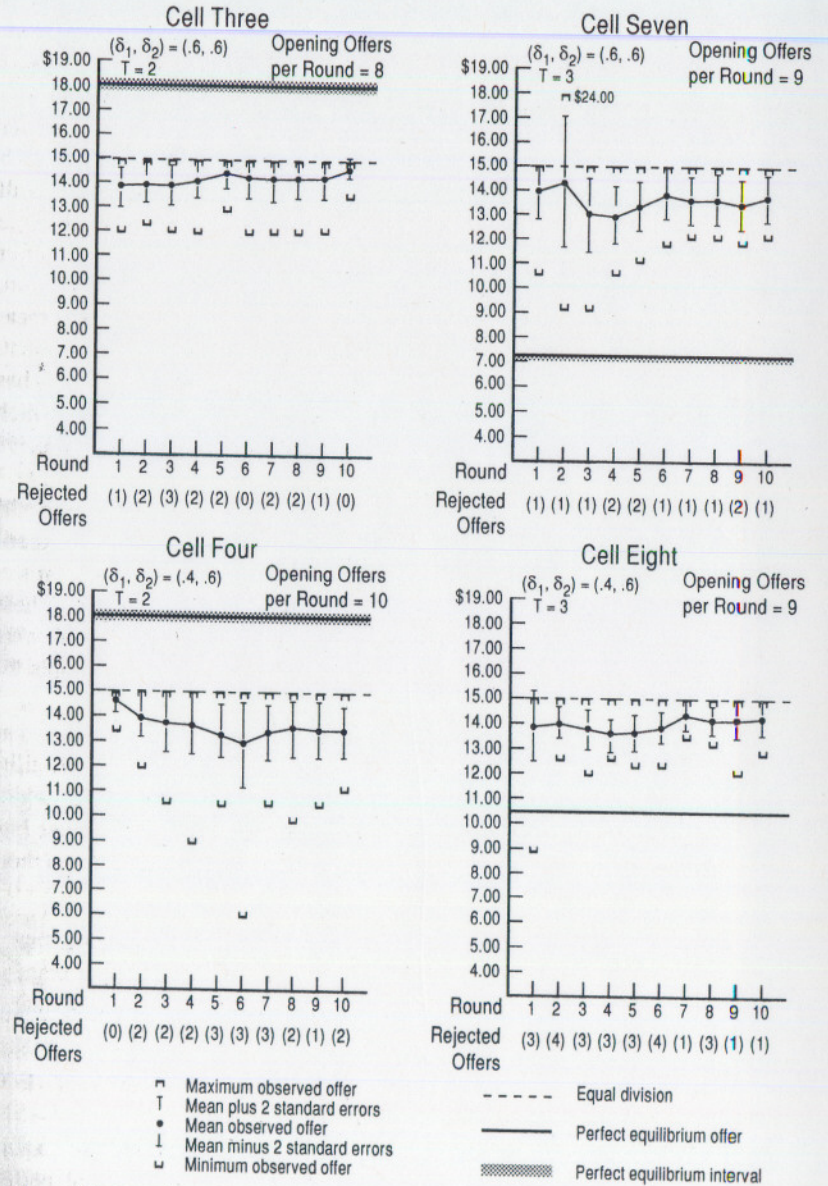 Cell Three
(δ1, δ2) = (.6, .6) Opening Offers
T = 2 per Round = 8
$19.00
18.00
17.00
16.00
15.00
14.00
13.00
12.00
11.00
10.00
9.00
8.00
7.00
6.00
5.00
4.00
Round 1 2 3 4 5 6 7 8 9 10
Rejected (1) (2) (3) (2) (2) (0) (2) (2) (1) (0)
Offers
Cell Seven
(δ1, δ2) = (.6, .6) Opening Offers
T = 3 per Round = 9
$24.00
$19.00
18.00
17.00
16.00
15.00
14.00
13.00
12.00
11.00
10.00
9.00
8.00
7.00
6.00
5.00
4.00
Round 1 2 3 4 5 6 7 8 9 10
Rejected (1) (1) (1) (2) (2) (1) (1) (1) (2) (1)
Offers
Cell Four
(δ1, δ2) = (.4, .6) Opening Offers
T = 2 per Round = 10
$19.00
18.00
17.00
16.00
15.00
14.00
13.00
12.00
11.00
10.00
9.00
8.00
7.00
6.00
5.00
4.00
Round 1 2 3 4 5 6 7 8 9 10
Rejected (0) (2) (2) (2) (3) (3) (3) (2) (1) (2)
Offers
Cell Eight
(δ1, δ2) = (.4, .6) Opening Offers
T = 3 per Round = 9
$19.00
18.00
17.00
16.00
15.00
14.00
13.00
12.00
11.00
10.00
9.00
8.00
7.00
6.00
5.00
4.00
Round 1 2 3 4 5 6 7 8 9 10
Rejected (3) (4) (3) (3) (3) (4) (1) (3) (1) (1)
Offers
Maximum observed offer
Mean plus 2 standard errors
Mean observed offer
Mean minus 2 standard errors
Minimum observed offer
Equal division
Perfect equilibrium offer
Perfect equilibrium interval